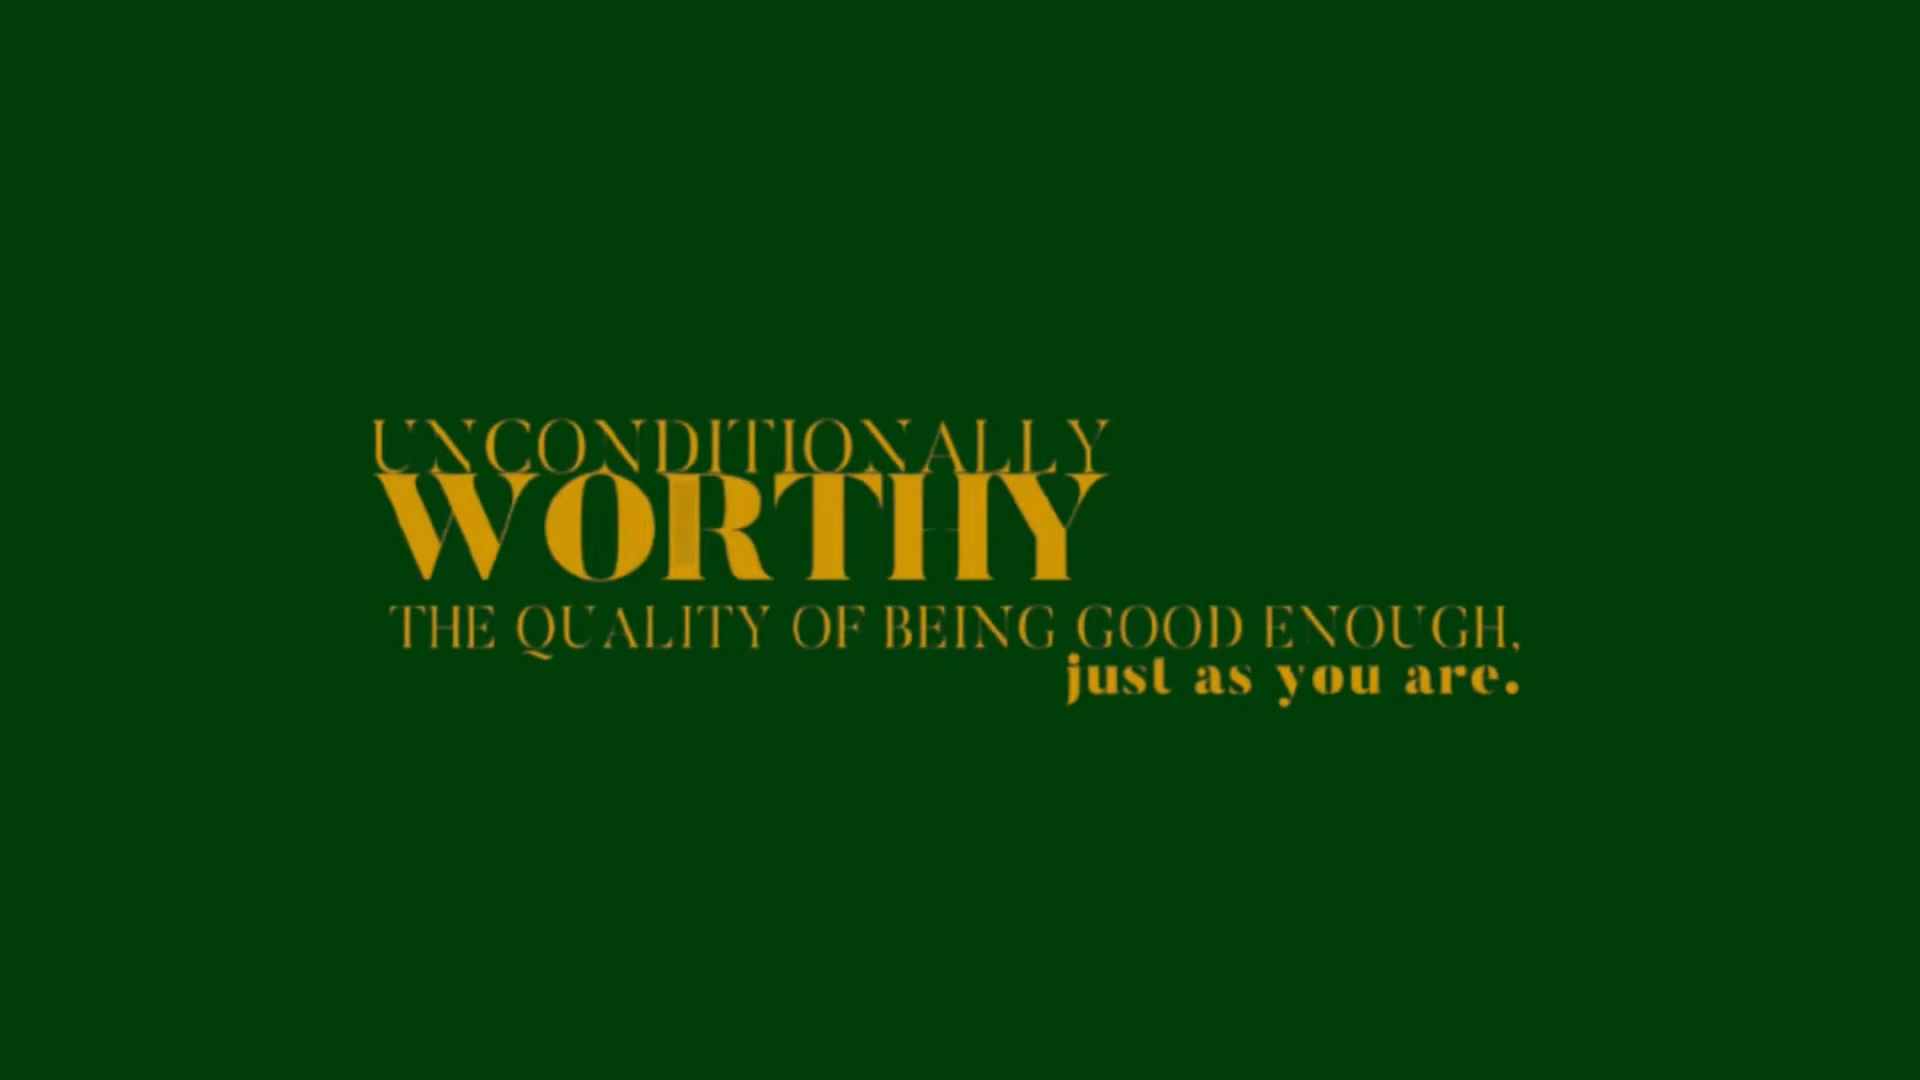 UNCONDITIONALLY
WORTHY
THE QUALITY OF BEING GOOD ENOUGH,
just as you are.